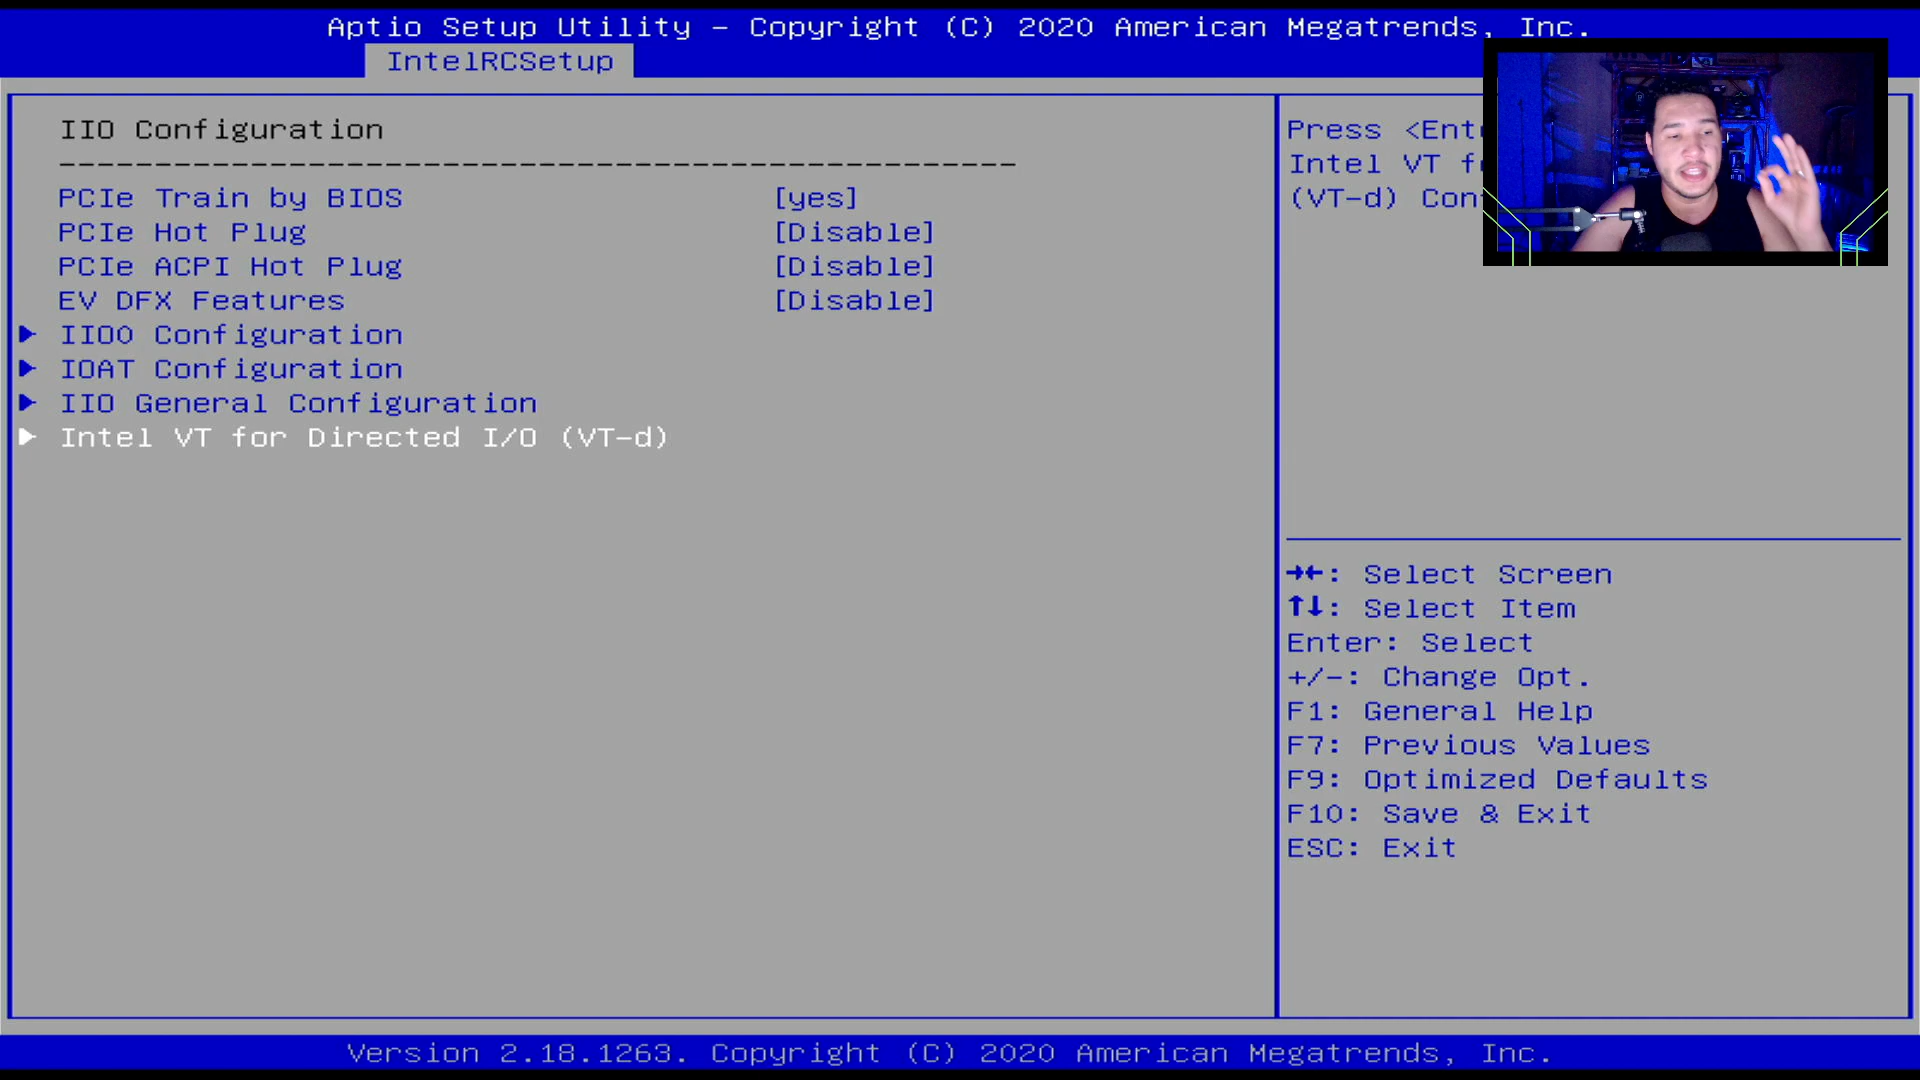 Aptio Setup Utility – Copyright (C) 2020 American Megatrends, Inc.
IntelRCSetup
IIO Configuration
--------------------------------------------------
PCIe Train by BIOS [yes]
PCIe Hot Plug [Disable]
PCIe ACPI Hot Plug [Disable]
EV DFX Features [Disable]
IIO0 Configuration
IOAT Configuration
IIO General Configuration
Intel VT for Directed I/O (VT-d)
Press
Intel VT
(VT-d)
→←: Select Screen
↑↓: Select Item
Enter: Select
+/-: Change Opt.
F1: General Help
F7: Previous Values
F9: Optimized Defaults
F10: Save & Exit
ESC: Exit
Version 2.18.1263. Copyright (C) 2020 American Megatrends, Inc.